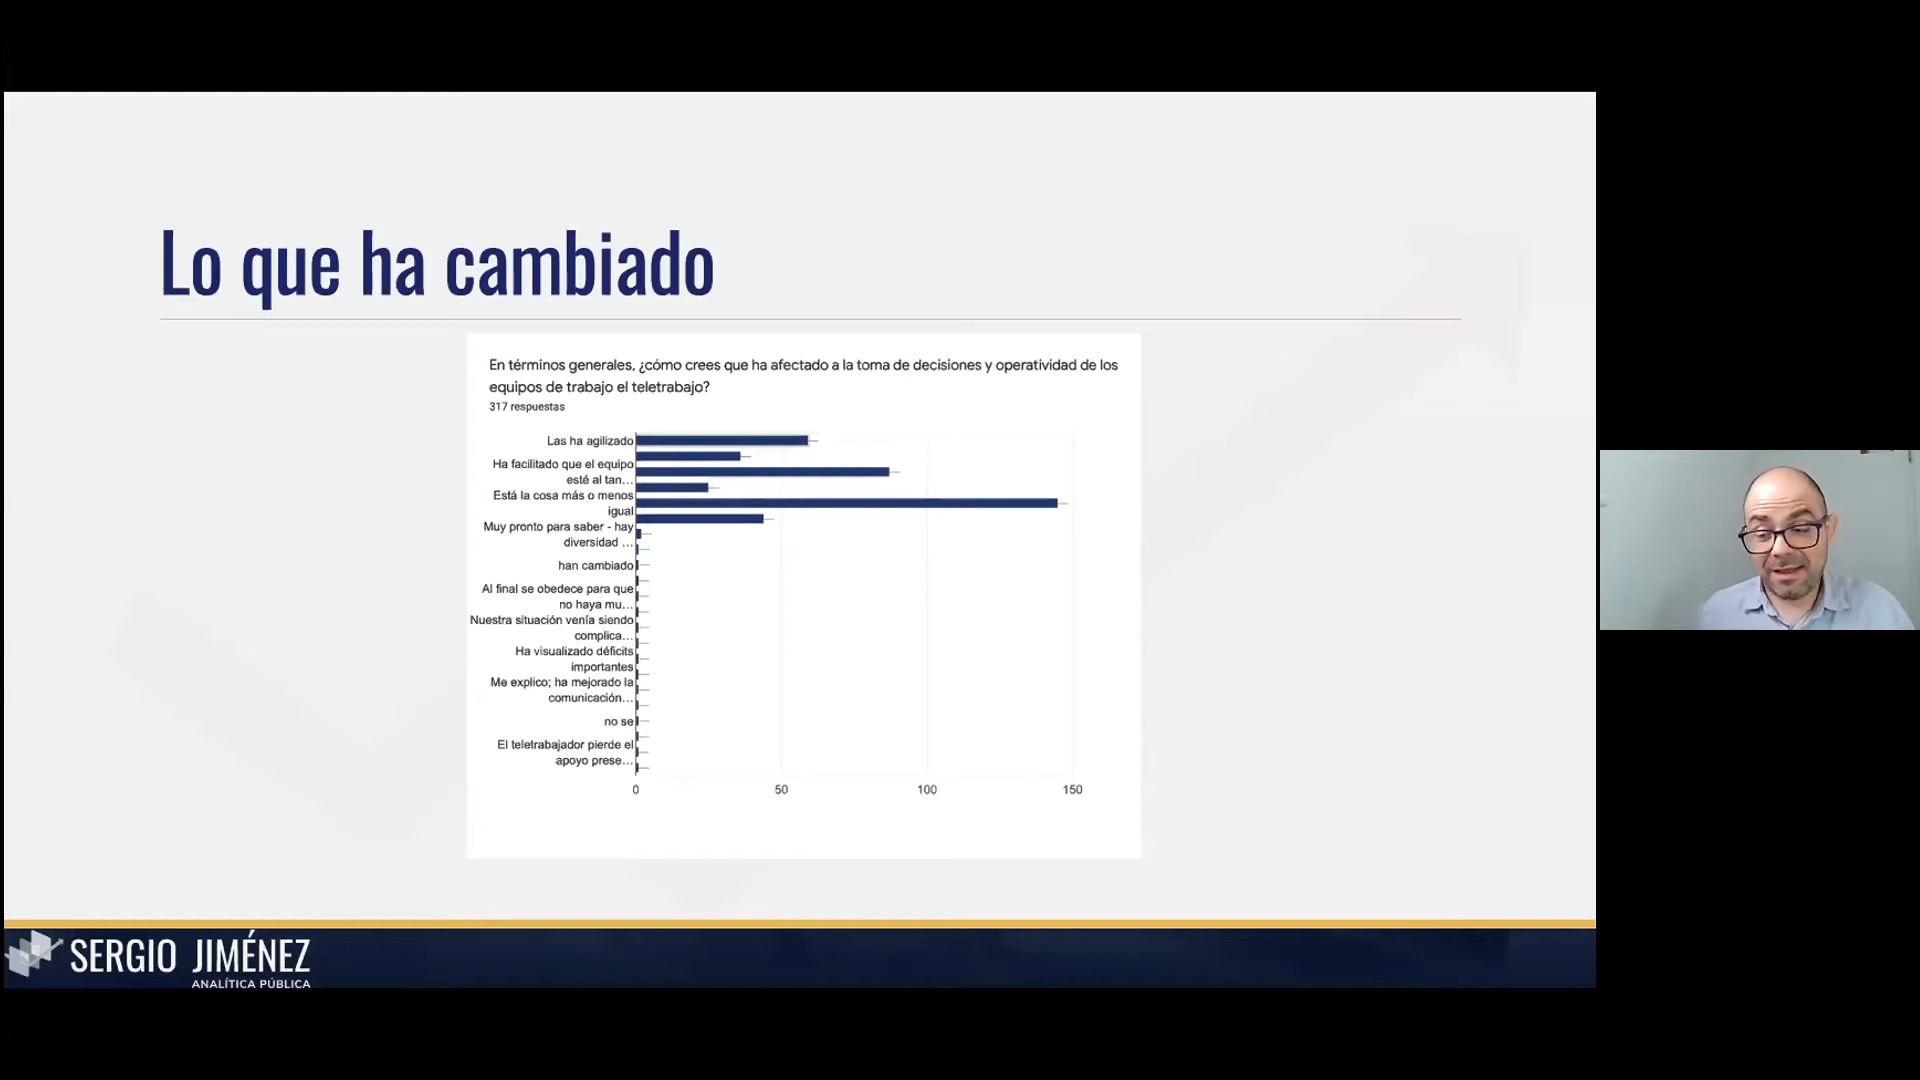 Lo que ha cambiado
En términos generales, ¿cómo crees que ha afectado a la toma de decisiones y operatividad de los
equipos de trabajo el teletrabajo?
317 respuestas
Las ha agilizado
Ha facilitado que el equipo
esté al tan...
Está la cosa más o menos
igual
Muy pronto para saber - hay
diversidad ...
han cambiado
Al final se obedece para que
no haya mu...
Nuestra situación venía siendo
complica...
Ha visualizado déficits
importantes
Me explico; ha mejorado la
comunicación...
no se
El teletrabajador pierde el
apoyo prese...
0 50 100 150
SERGIO JIMÉNEZ
ANALÍTICA PÚBLICA